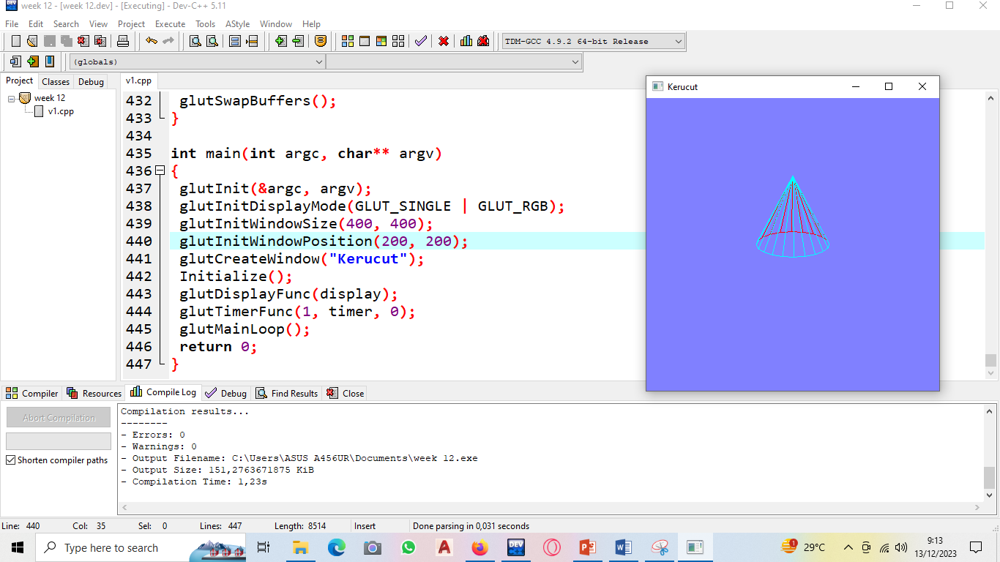 week 12 - [week 12.dev] - [Executing] - Dev-C++ 5.11
File Edit Search View Project Execute Tools AStyle Window Help
TDM-GCC 4.9.2 64-bit Release
(globals)
Project Classes Debug
v1.cpp
week 12
v1.cpp
432 glutSwapBuffers();
433 }
434
435 int main(int argc, char** argv)
436 {
437 glutInit(&argc, argv);
438 glutInitDisplayMode(GLUT_SINGLE | GLUT_RGB);
439 glutInitWindowSize(400, 400);
440 glutInitWindowPosition(200, 200);
441 glutCreateWindow("Kerucut");
442 Initialize();
443 glutDisplayFunc(display);
444 glutTimerFunc(1, timer, 0);
445 glutMainLoop();
446 return 0;
447 }
Kerucut
Compiler Resources Compile Log Debug Find Results Close
Abort Compilation
Shorten compiler paths
Compilation results...
--------
- Errors: 0
- Warnings: 0
- Output Filename: C:\Users\ASUS A456UR\Documents\week 12.exe
- Output Size: 151,2763671875 KiB
- Compilation Time: 1,23s
Line: 440 Col: 35 Sel: 0 Lines: 447 Length: 8514 Insert Done parsing in 0,031 seconds
Type here to search
DEV
1
29°C
9:13
13/12/2023